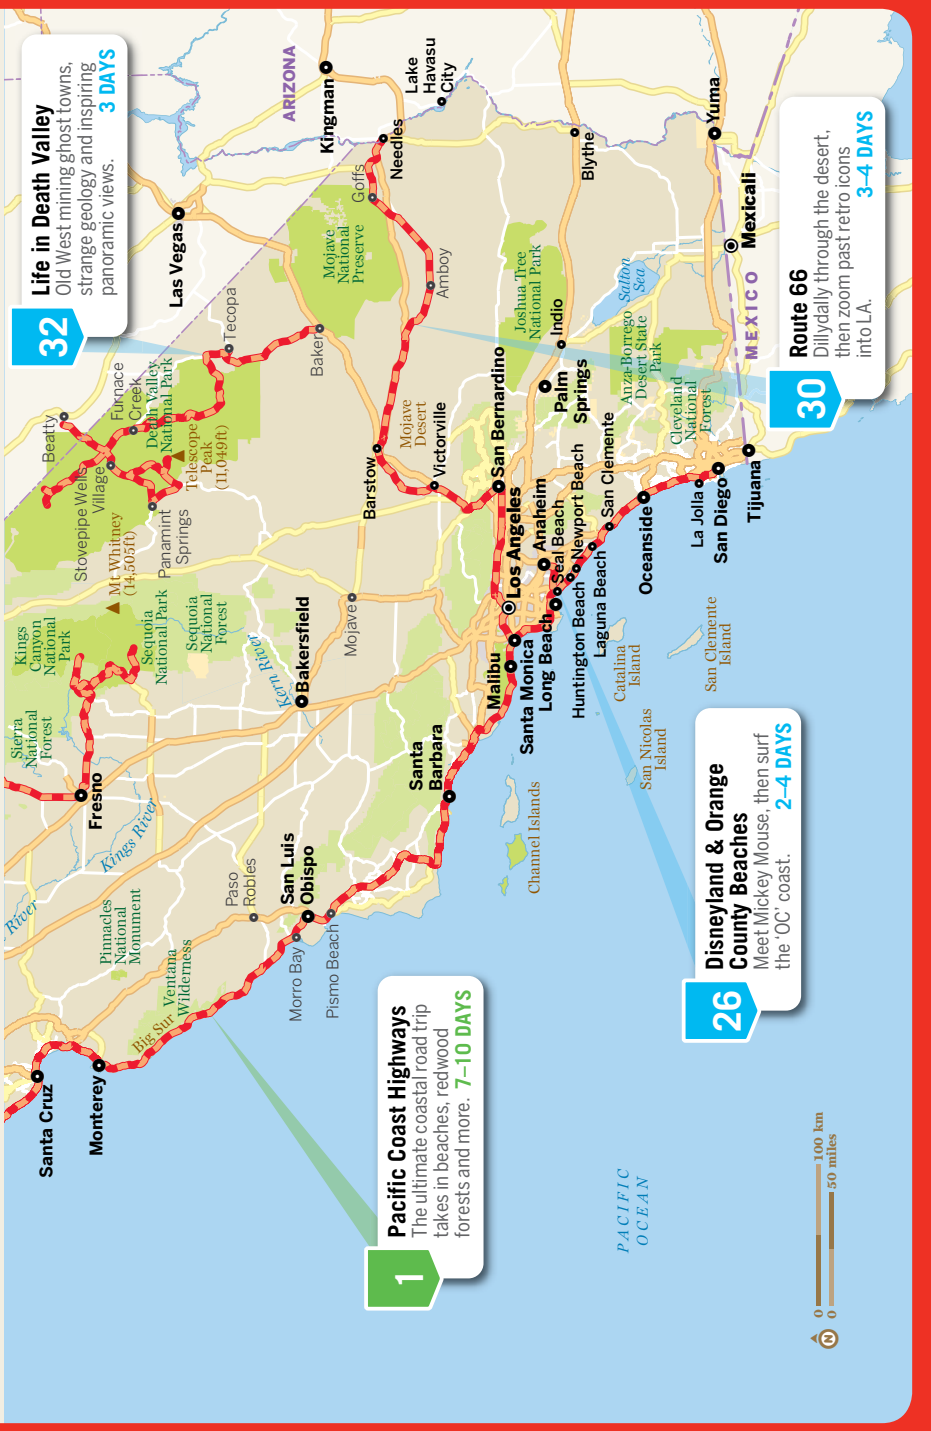 32
Life in Death Valley
Old West mining ghost towns,
strange geology and inspiring
panoramic views.
3 DAYS
30
Route 66
Dillydally through the desert,
then zoom past retro icons
into LA.
3–4 DAYS
26
Disneyland & Orange
County Beaches
Meet Mickey Mouse, then surf
the 'OC' coast.
2–4 DAYS
1
Pacific Coast Highways
The ultimate coastal road trip
takes in beaches, redwood
forests and more. 7–10 DAYS
Santa Cruz
Monterey
Big Sur
Ventana
Wilderness
Pinnacles
National
Monument
River
Kings River
Fresno
Sierra
National
Forest
Kings
Canyon
National
Park
Sequoia
National Park
Sequoia
National
Forest
Mt Whitney
(14,505ft)
Kern River
Bakersfield
Mojave
Paso
Robles
San Luis
Obispo
Morro Bay
Pismo Beach
Santa
Barbara
Channel Islands
Malibu
Santa Monica
Los Angeles
Long Beach
Anaheim
Seal Beach
Huntington Beach
Newport Beach
Laguna Beach
San Clemente
Oceanside
La Jolla
San Diego
Tijuana
Catalina
Island
San Clemente
Island
San Nicolas
Island
San Bernardino
Victorville
Barstow
Mojave
Desert
Palm
Springs
Indio
Joshua Tree
National Park
Salton
Sea
Anza-Borrego
Desert State
Park
Cleveland
National
Forest
MEXICO
Mexicali
Yuma
Blythe
Lake
Havasu
City
Needles
Kingman
ARIZONA
Goffs
Amboy
Mojave
National
Preserve
Baker
Tecopa
Las Vegas
Beatty
Furnace
Creek
Death Valley
National Park
Stovepipe Wells
Village
Telescope
Peak
(11,049ft)
Panamint
Springs
PACIFIC
OCEAN
N
0
100 km
0
50 miles